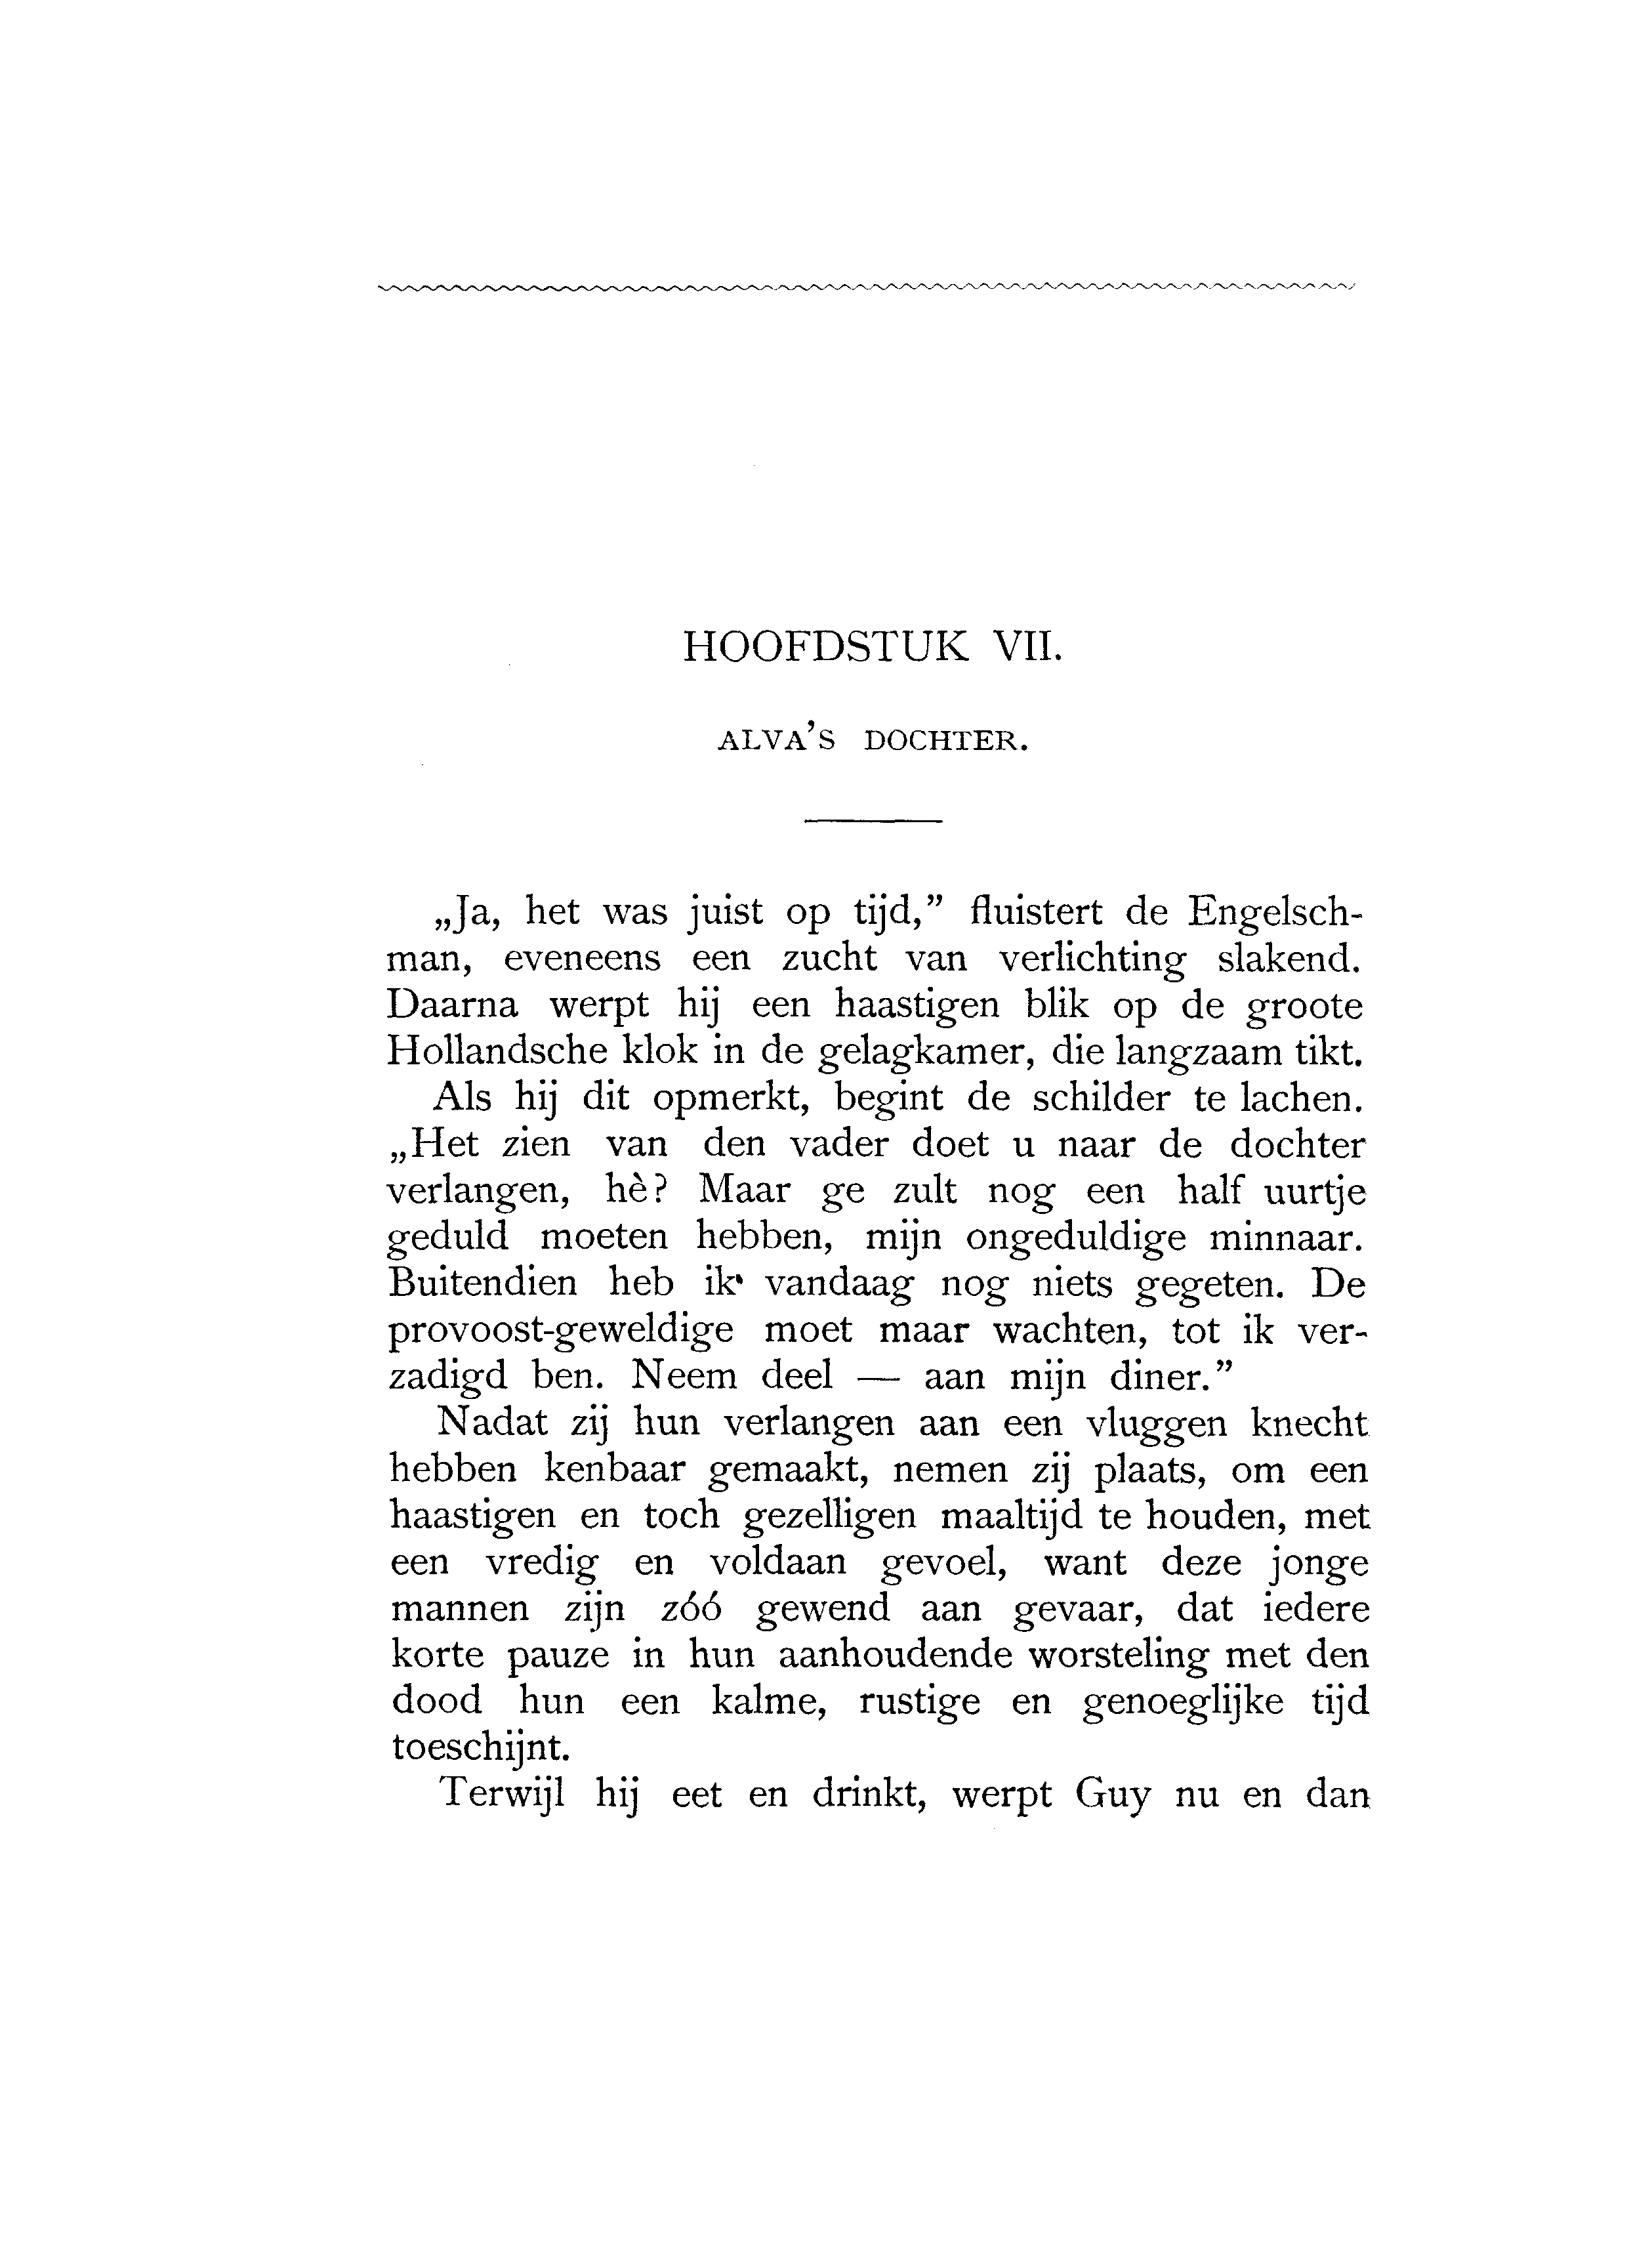 HOOFDSTUK VII.
ALVA'S DOCHTER.
„Ja, het was juist op tijd,” fluistert de Engelsch-
man, eveneens een zucht van verlichting slakend.
Daarna werpt hij een haastigen blik op de groote
Hollandsche klok in de gelagkamer, die langzaam tikt.
Als hij dit opmerkt, begint de schilder te lachen.
„Het zien van den vader doet u naar de dochter
verlangen, hè? Maar ge zult nog een half uurtje
geduld moeten hebben, mijn ongeduldige minnaar.
Buitendien heb ik vandaag nog niets gegeten. De
provoost-geweldige moet maar wachten, tot ik ver-
zadigd ben. Neem deel — aan mijn diner.”
Nadat zij hun verlangen aan een vluggen knecht
hebben kenbaar gemaakt, nemen zij plaats, om een
haastigen en toch gezelligen maaltijd te houden, met
een vredig en voldaan gevoel, want deze jonge
mannen zijn zóó gewend aan gevaar, dat iedere
korte pauze in hun aanhoudende worsteling met den
dood hun een kalme, rustige en genoeglijke tijd
toeschijnt.
Terwijl hij eet en drinkt, werpt Guy nu en dan